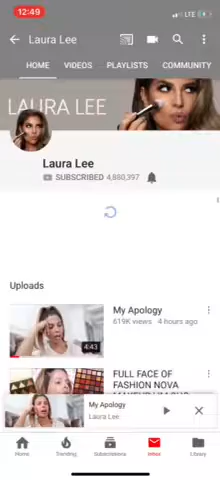 12:49
LTE
Laura Lee
HOME VIDEOS PLAYLISTS COMMUNITY
LAURA LEE
Laura Lee
SUBSCRIBED 4,880,397
Uploads
My Apology
619K views · 4 hours ago
4:43
FULL FACE OF
FASHION NOVA
My Apology
Laura Lee
Home Trending Subscriptions Inbox Library